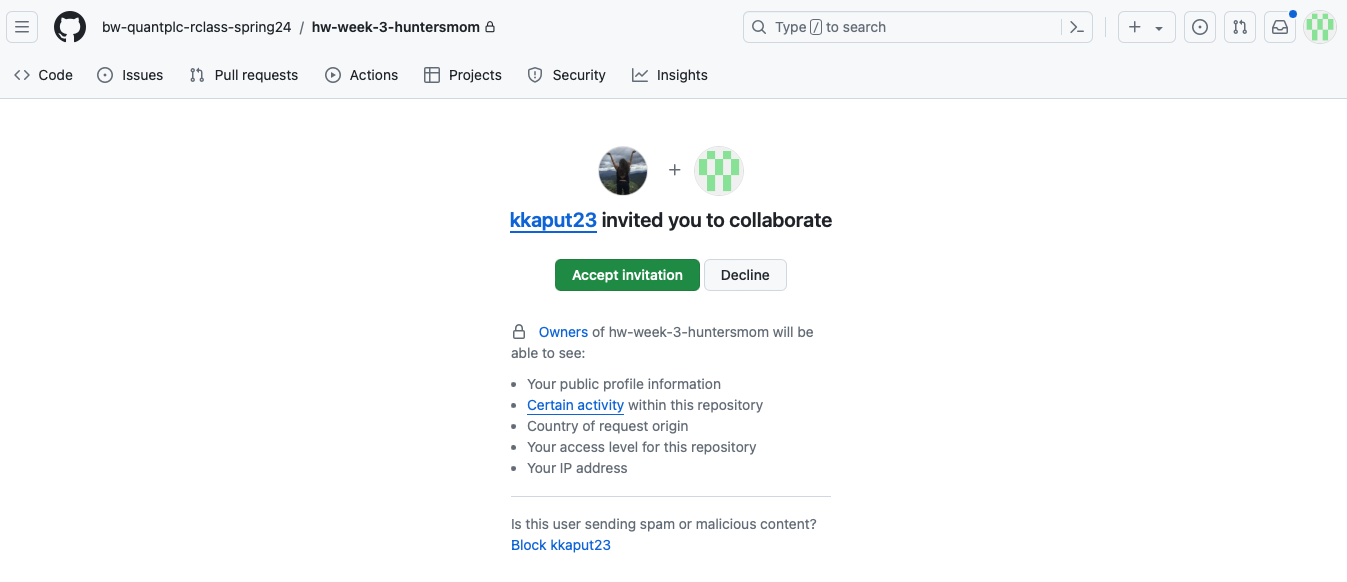 bw-quantplc-rclass-spring24 / hw-week-3-huntersmom
Type / to search
Code Issues Pull requests Actions Projects Security Insights
kkaput23 invited you to collaborate
Accept invitation Decline
Owners of hw-week-3-huntersmom will be
able to see:
Your public profile information
Certain activity within this repository
Country of request origin
Your access level for this repository
Your IP address
Is this user sending spam or malicious content?
Block kkaput23